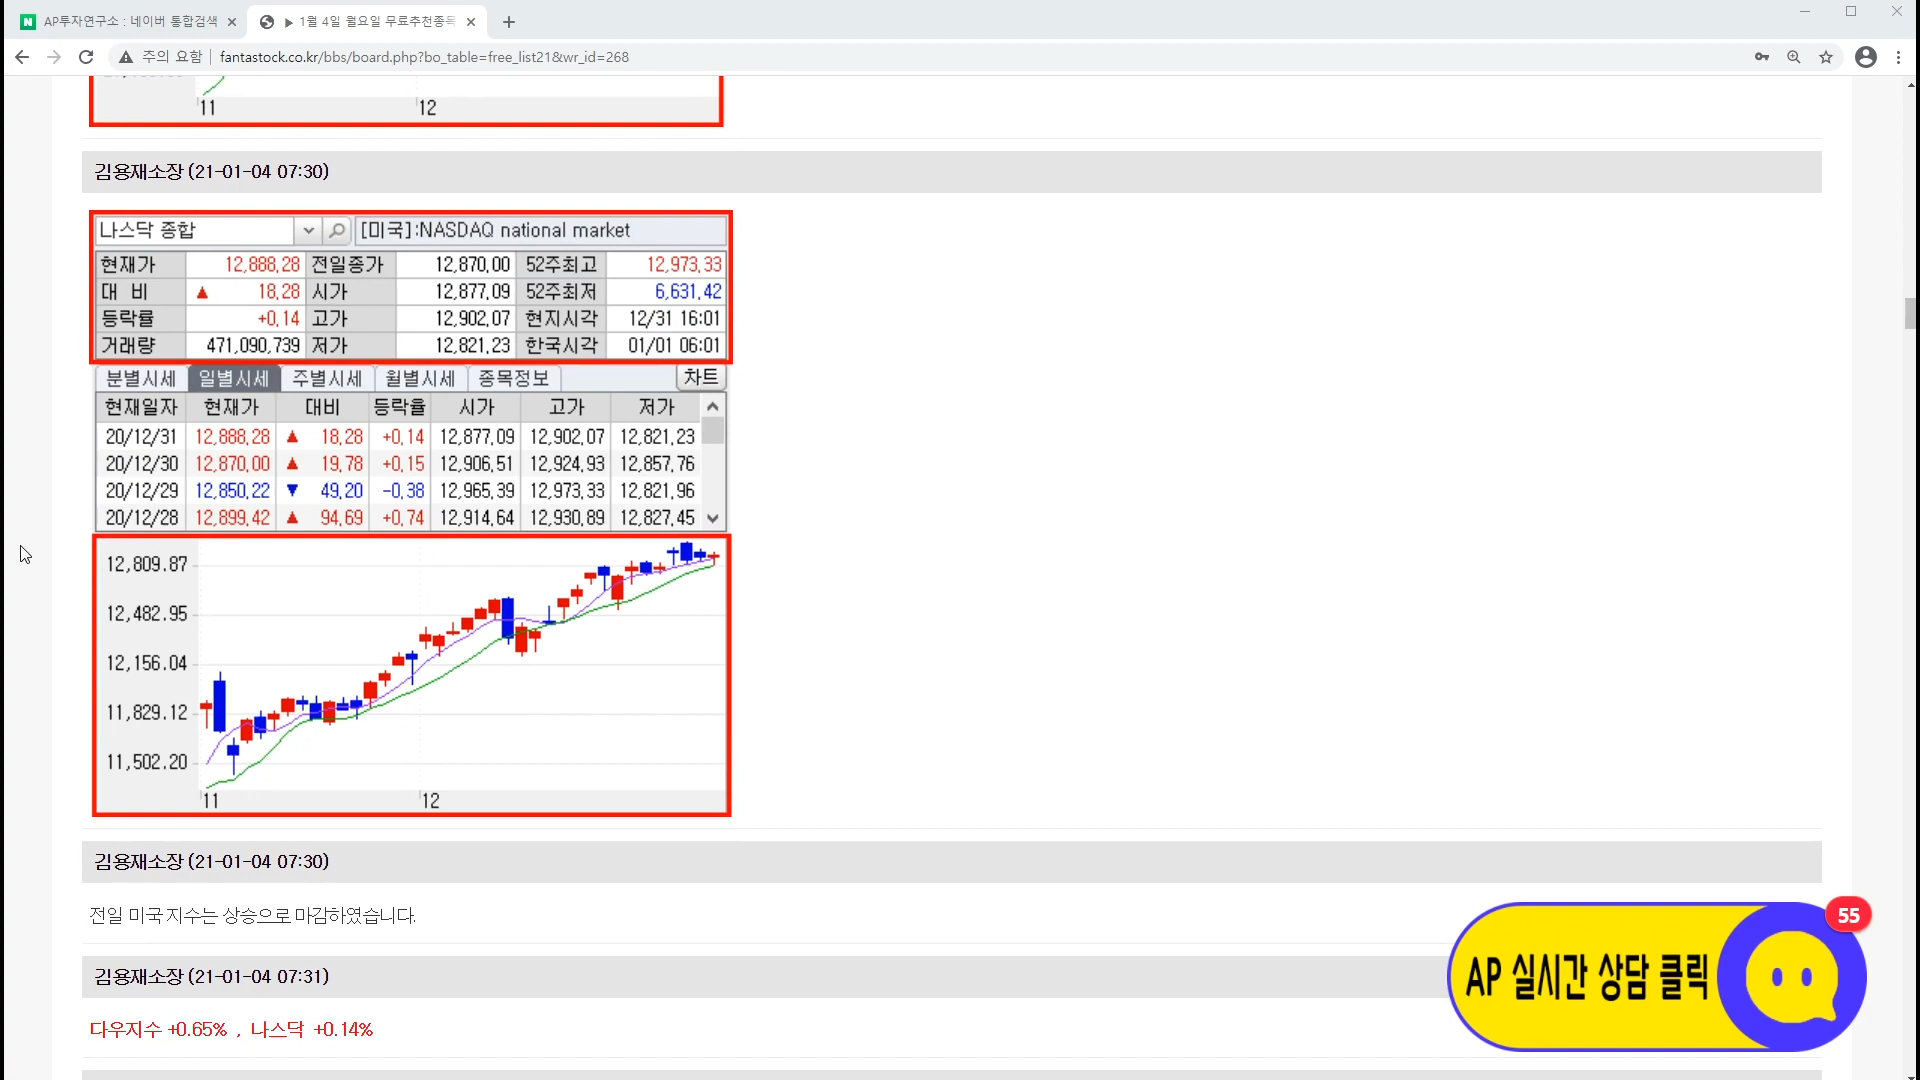 AP투자연구소 : 네이버 통합검색
▶ 1월 4일 월요일 무료추천종목
주의 요함 | fantastock.co.kr/bbs/board.php?bo_table=free_list21&wr_id=268
11 12
김용재소장 (21-01-04 07:30)
나스닥 종합 [미국]:NASDAQ national market
현재가 12,888.28 전일종가 12,870.00 52주최고 12,973.33
대 비 ▲ 18.28 시가 12,877.09 52주최저 6,631.42
등락률 +0.14 고가 12,902.07 현지시각 12/31 16:01
거래량 471,090,739 저가 12,821.23 한국시각 01/01 06:01
분별시세 일별시세 주별시세 월별시세 종목정보 차트
현재일자 현재가 대비 등락율 시가 고가 저가
20/12/31 12,888.28 ▲ 18.28 +0.14 12,877.09 12,902.07 12,821.23
20/12/30 12,870.00 ▲ 19.78 +0.15 12,906.51 12,924.93 12,857.76
20/12/29 12,850.22 ▼ 49.20 -0.38 12,965.39 12,973.33 12,821.96
20/12/28 12,899.42 ▲ 94.69 +0.74 12,914.64 12,930.89 12,827.45
12,809.87
12,482.95
12,156.04
11,829.12
11,502.20
11 12
김용재소장 (21-01-04 07:30)
전일 미국 지수는 상승으로 마감하였습니다.
김용재소장 (21-01-04 07:31)
다우지수 +0.65% , 나스닥 +0.14%
55
AP 실시간 상담 클릭